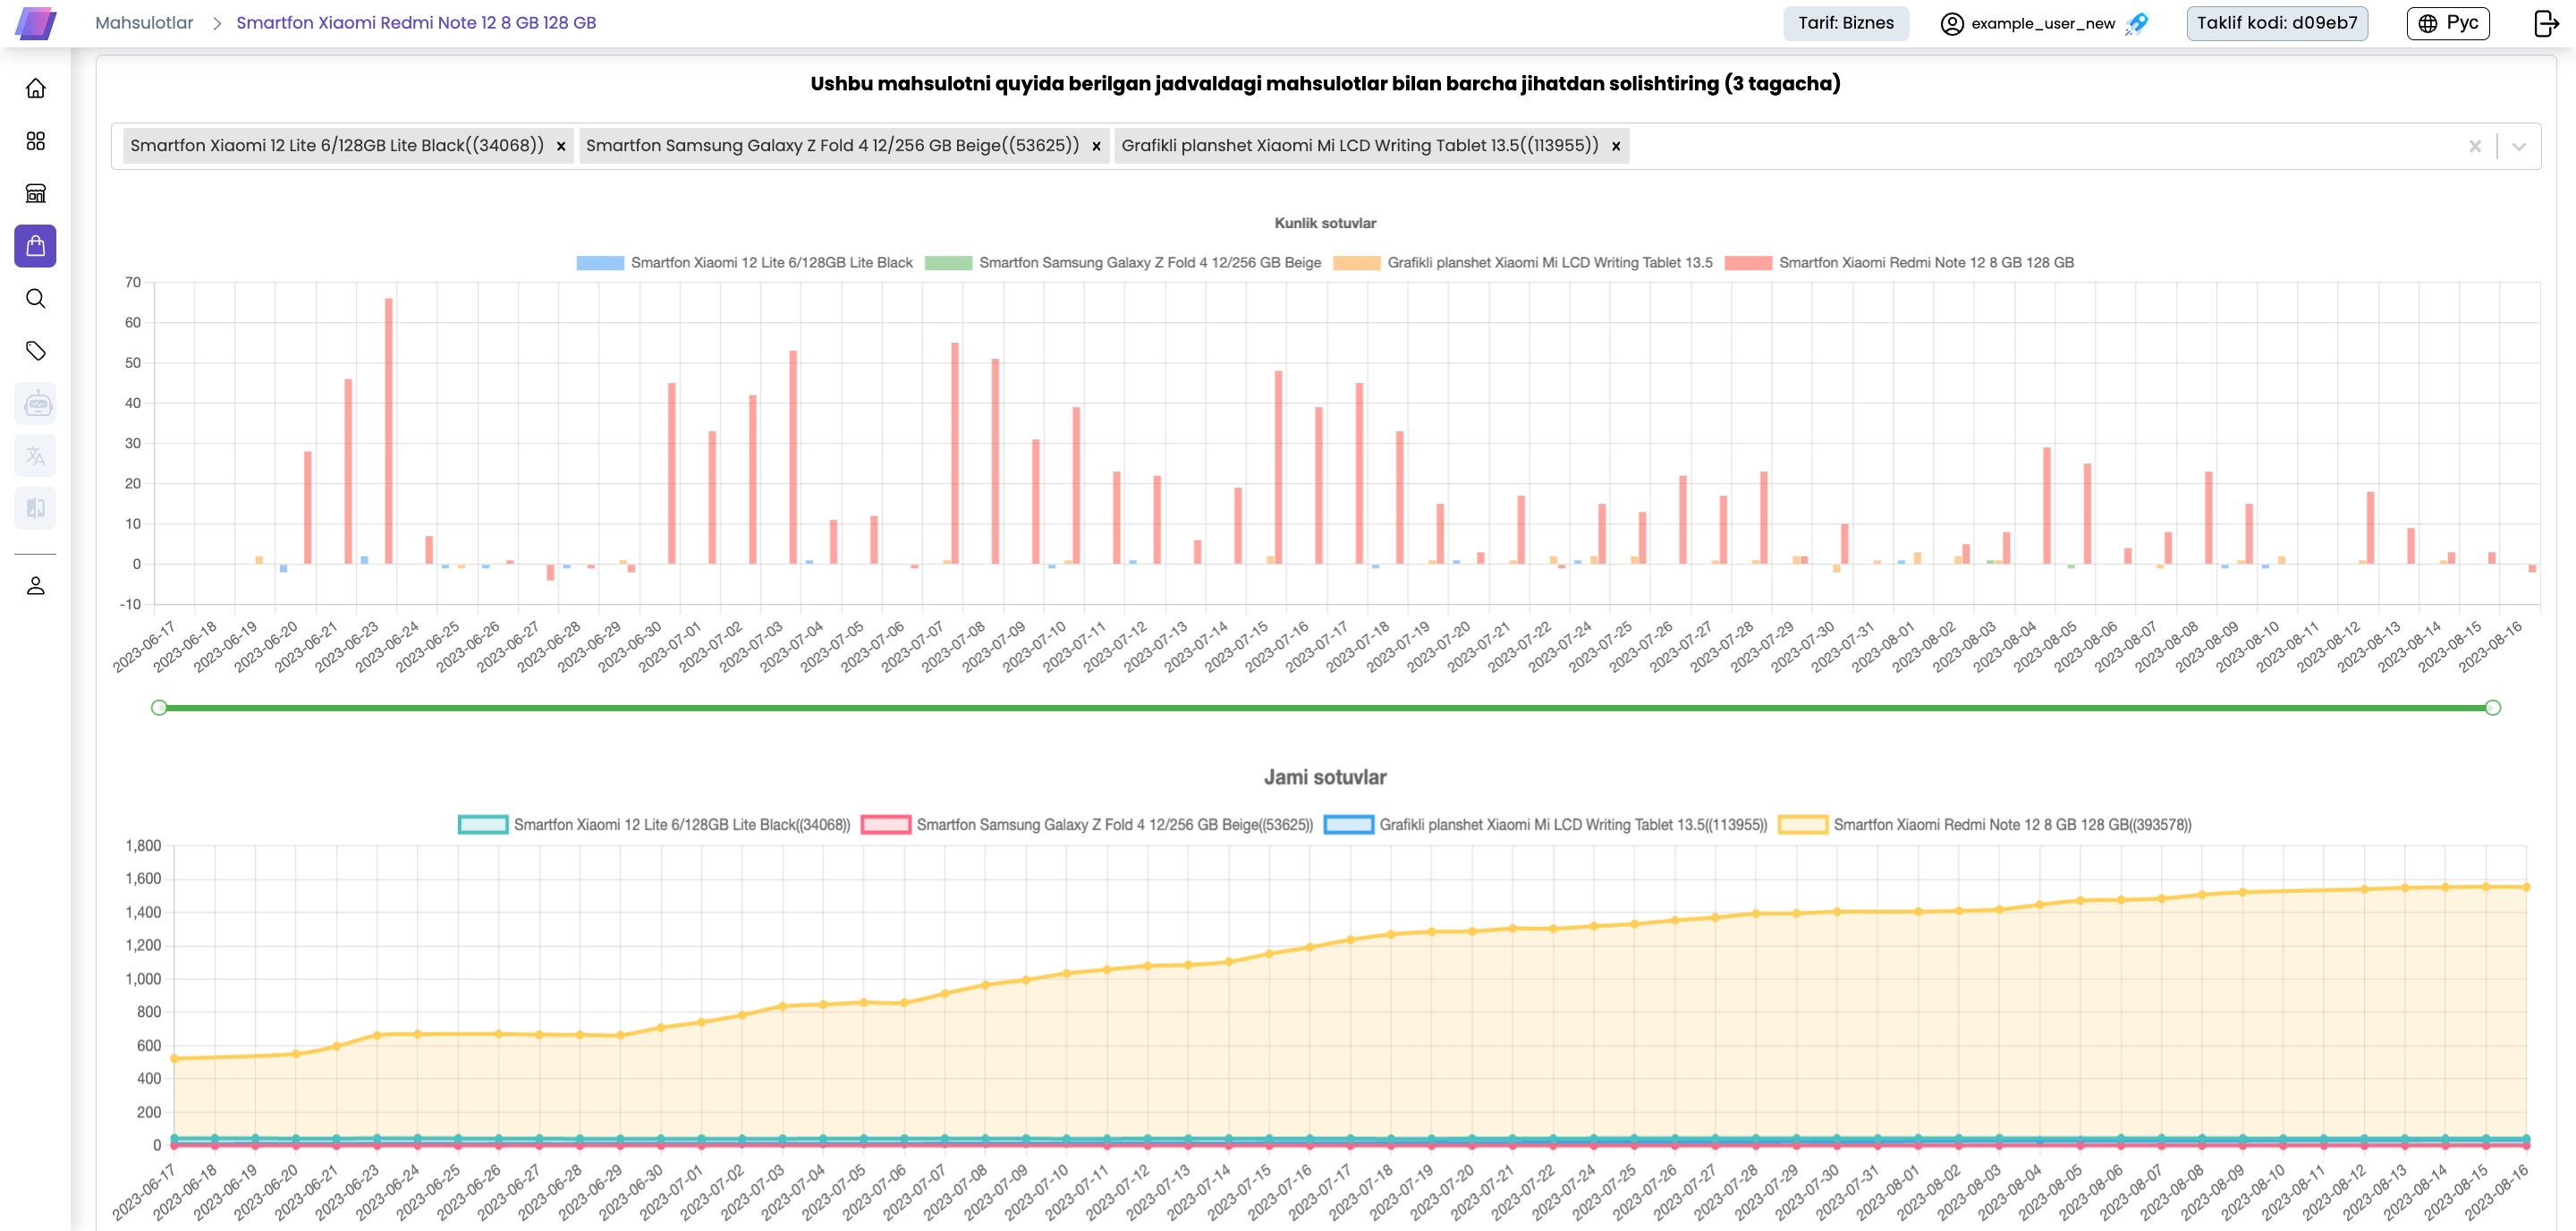 Mahsulotlar > Smartfon Xiaomi Redmi Note 12 8 GB 128 GB
Tarif: Biznes
example_user_new
Taklif kodi: d09eb7
Рус
Ushbu mahsulotni quyida berilgan jadvaldagi mahsulotlar bilan barcha jihatdan solishtiring (3 tagacha)
Smartfon Xiaomi 12 Lite 6/128GB Lite Black((34068)) × Smartfon Samsung Galaxy Z Fold 4 12/256 GB Beige((53625)) × Grafikli planshet Xiaomi Mi LCD Writing Tablet 13.5((113955)) ×
Kunlik sotuvlar
Smartfon Xiaomi 12 Lite 6/128GB Lite Black Smartfon Samsung Galaxy Z Fold 4 12/256 GB Beige Grafikli planshet Xiaomi Mi LCD Writing Tablet 13.5 Smartfon Xiaomi Redmi Note 12 8 GB 128 GB
70
60
50
40
30
20
10
0
-10
2023-06-17 2023-06-18 2023-06-19 2023-06-20 2023-06-21 2023-06-23 2023-06-24 2023-06-25 2023-06-26 2023-06-27 2023-06-28 2023-06-29 2023-06-30 2023-07-01 2023-07-02 2023-07-03 2023-07-04 2023-07-05 2023-07-06 2023-07-07 2023-07-08 2023-07-09 2023-07-10 2023-07-11 2023-07-12 2023-07-13 2023-07-14 2023-07-15 2023-07-16 2023-07-17 2023-07-18 2023-07-19 2023-07-20 2023-07-21 2023-07-22 2023-07-24 2023-07-25 2023-07-26 2023-07-27 2023-07-28 2023-07-29 2023-07-30 2023-07-31 2023-08-01 2023-08-02 2023-08-03 2023-08-04 2023-08-05 2023-08-06 2023-08-07 2023-08-08 2023-08-09 2023-08-10 2023-08-11 2023-08-12 2023-08-13 2023-08-14 2023-08-15 2023-08-16
Jami sotuvlar
Smartfon Xiaomi 12 Lite 6/128GB Lite Black((34068)) Smartfon Samsung Galaxy Z Fold 4 12/256 GB Beige((53625)) Grafikli planshet Xiaomi Mi LCD Writing Tablet 13.5((113955)) Smartfon Xiaomi Redmi Note 12 8 GB 128 GB((393578))
1,800
1,600
1,400
1,200
1,000
800
600
400
200
0
2023-06-17 2023-06-18 2023-06-19 2023-06-20 2023-06-21 2023-06-23 2023-06-24 2023-06-25 2023-06-26 2023-06-27 2023-06-28 2023-06-29 2023-06-30 2023-07-01 2023-07-02 2023-07-03 2023-07-04 2023-07-05 2023-07-06 2023-07-07 2023-07-08 2023-07-09 2023-07-10 2023-07-11 2023-07-12 2023-07-13 2023-07-14 2023-07-15 2023-07-16 2023-07-17 2023-07-18 2023-07-19 2023-07-20 2023-07-21 2023-07-22 2023-07-24 2023-07-25 2023-07-26 2023-07-27 2023-07-28 2023-07-29 2023-07-30 2023-07-31 2023-08-01 2023-08-02 2023-08-03 2023-08-04 2023-08-05 2023-08-06 2023-08-07 2023-08-08 2023-08-09 2023-08-10 2023-08-11 2023-08-12 2023-08-13 2023-08-14 2023-08-15 2023-08-16